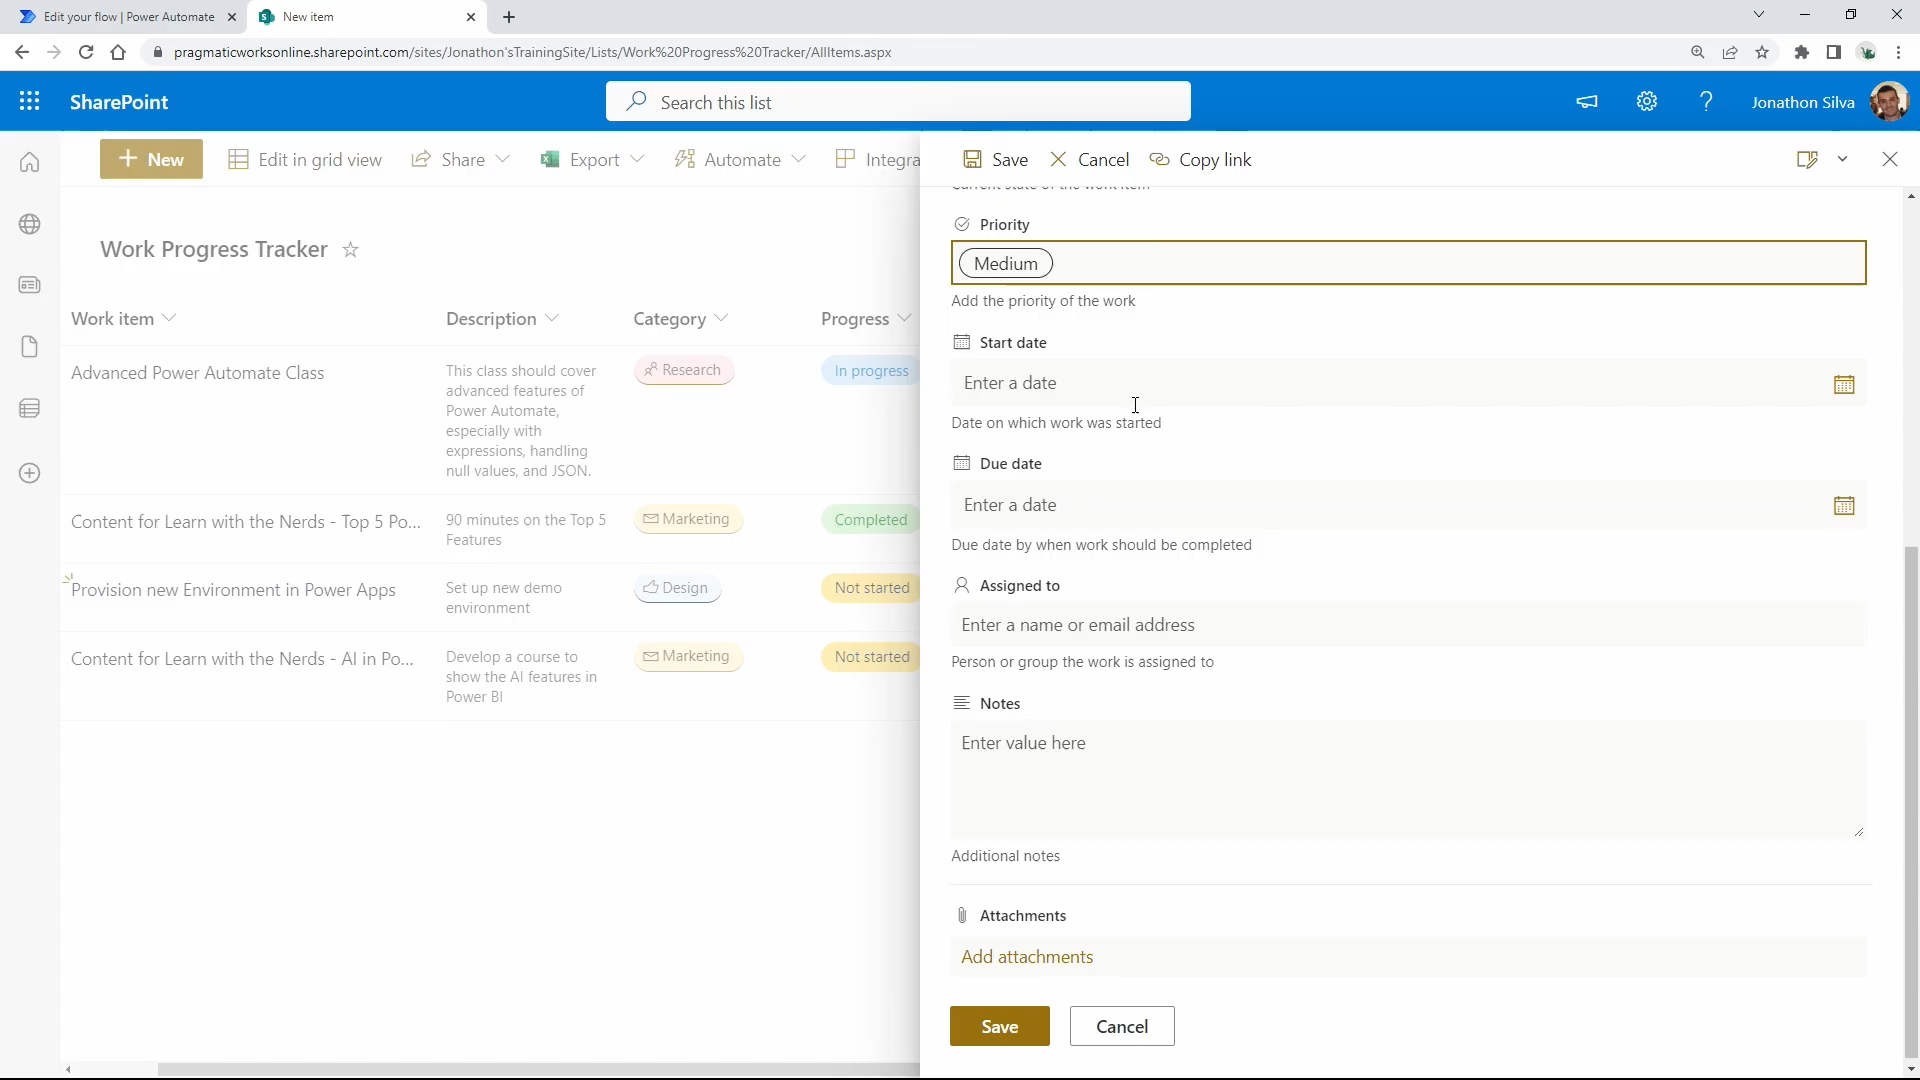 Edit your flow | Power Automate
New item
pragmaticworksonline.sharepoint.com/sites/Jonathon'sTrainingSite/Lists/Work%20Progress%20Tracker/AllItems.aspx
SharePoint
Search this list
Jonathon Silva
New
Edit in grid view
Share
Export
Automate
Integra
Save
Cancel
Copy link
Work Progress Tracker
Work item
Description
Category
Progress
Advanced Power Automate Class
This class should cover
advanced features of
Power Automate,
especially with
expressions, handling
null values, and JSON.
Research
In progress
Content for Learn with the Nerds - Top 5 Po...
90 minutes on the Top 5
Features
Marketing
Completed
Provision new Environment in Power Apps
Set up new demo
environment
Design
Not started
Content for Learn with the Nerds - AI in Po...
Develop a course to
show the AI features in
Power BI
Marketing
Not started
Current state of the work item
Priority
Medium
Add the priority of the work
Start date
Enter a date
Date on which work was started
Due date
Enter a date
Due date by when work should be completed
Assigned to
Enter a name or email address
Person or group the work is assigned to
Notes
Enter value here
Additional notes
Attachments
Add attachments
Save
Cancel